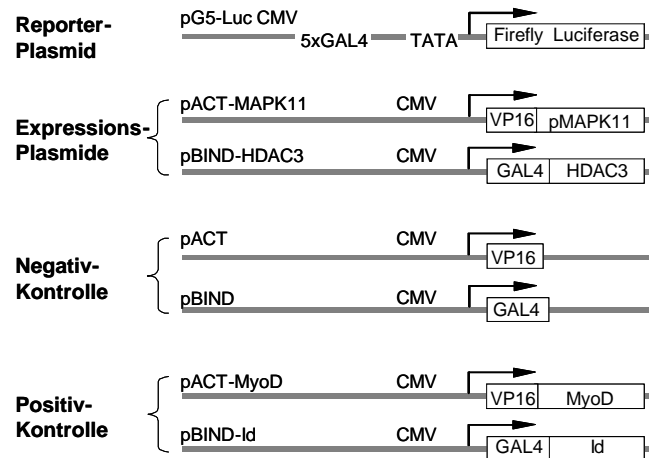 Reporter-
Plasmid
pG5-Luc CMV
5xGAL4 TATA
Firefly Luciferase
Expressions-
Plasmide
pACT-MAPK11 CMV
VP16 pMAPK11
pBIND-HDAC3 CMV
GAL4 HDAC3
Negativ-
Kontrolle
pACT CMV
VP16
pBIND CMV
GAL4
Positiv-
Kontrolle
pACT-MyoD CMV
VP16 MyoD
pBIND-Id CMV
GAL4 Id